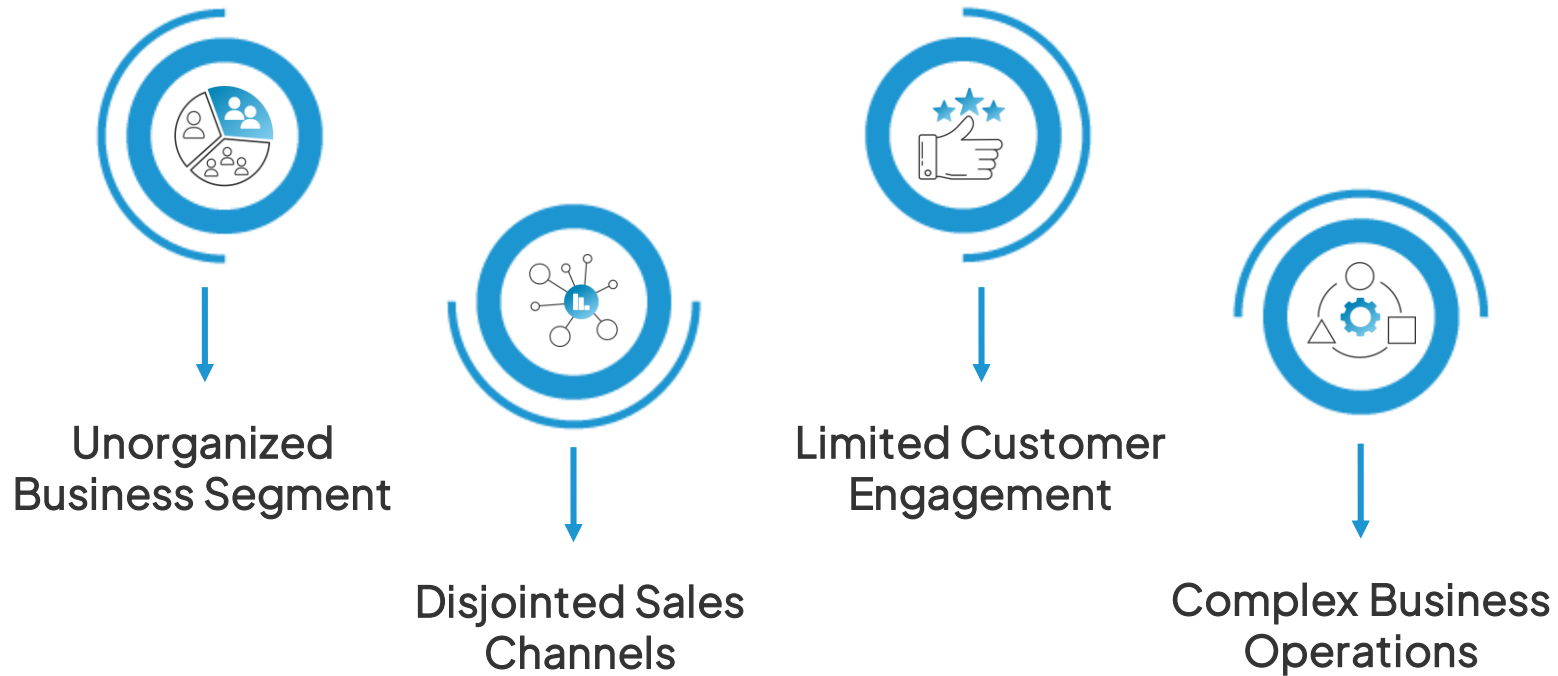 Unorganized
Business Segment
Disjointed Sales
Channels
Limited Customer
Engagement
Complex Business
Operations